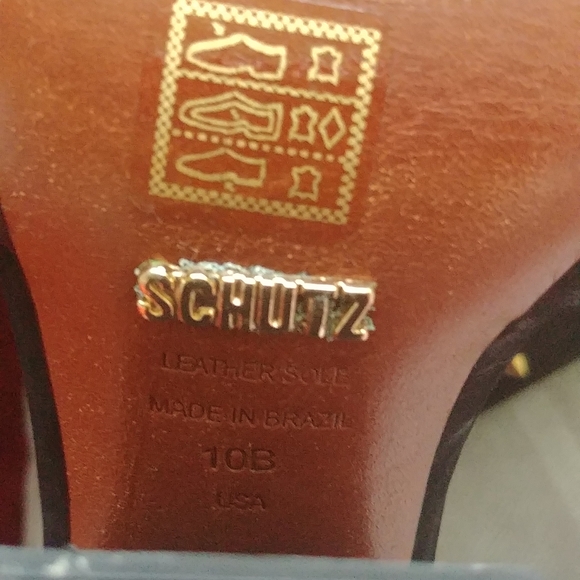 SCHUTZ
LEATHER SOLE
MADE IN BRAZIL
10B
USA